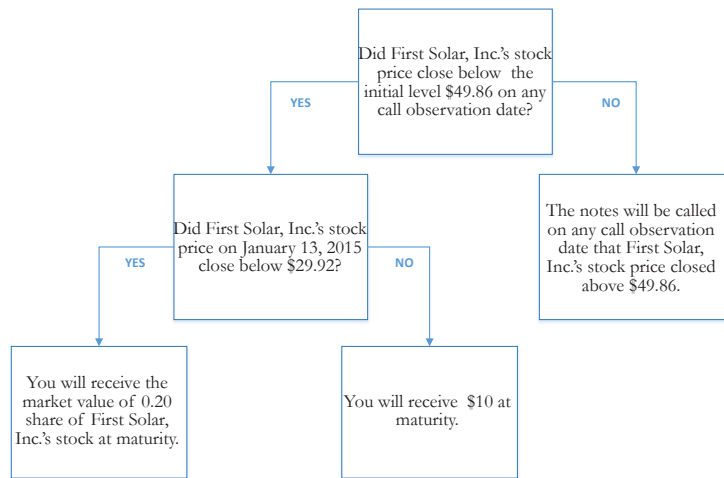 Did First Solar, Inc.'s stock
price close below the
initial level $49.86 on any
call observation date?
YES
NO
Did First Solar, Inc.'s stock
price on January 13, 2015
close below $29.92?
The notes will be called
on any call observation
date that First Solar,
Inc.'s stock price closed
above $49.86.
YES
NO
You will receive the
market value of 0.20
share of First Solar,
Inc.'s stock at maturity.
You will receive $10 at
maturity.